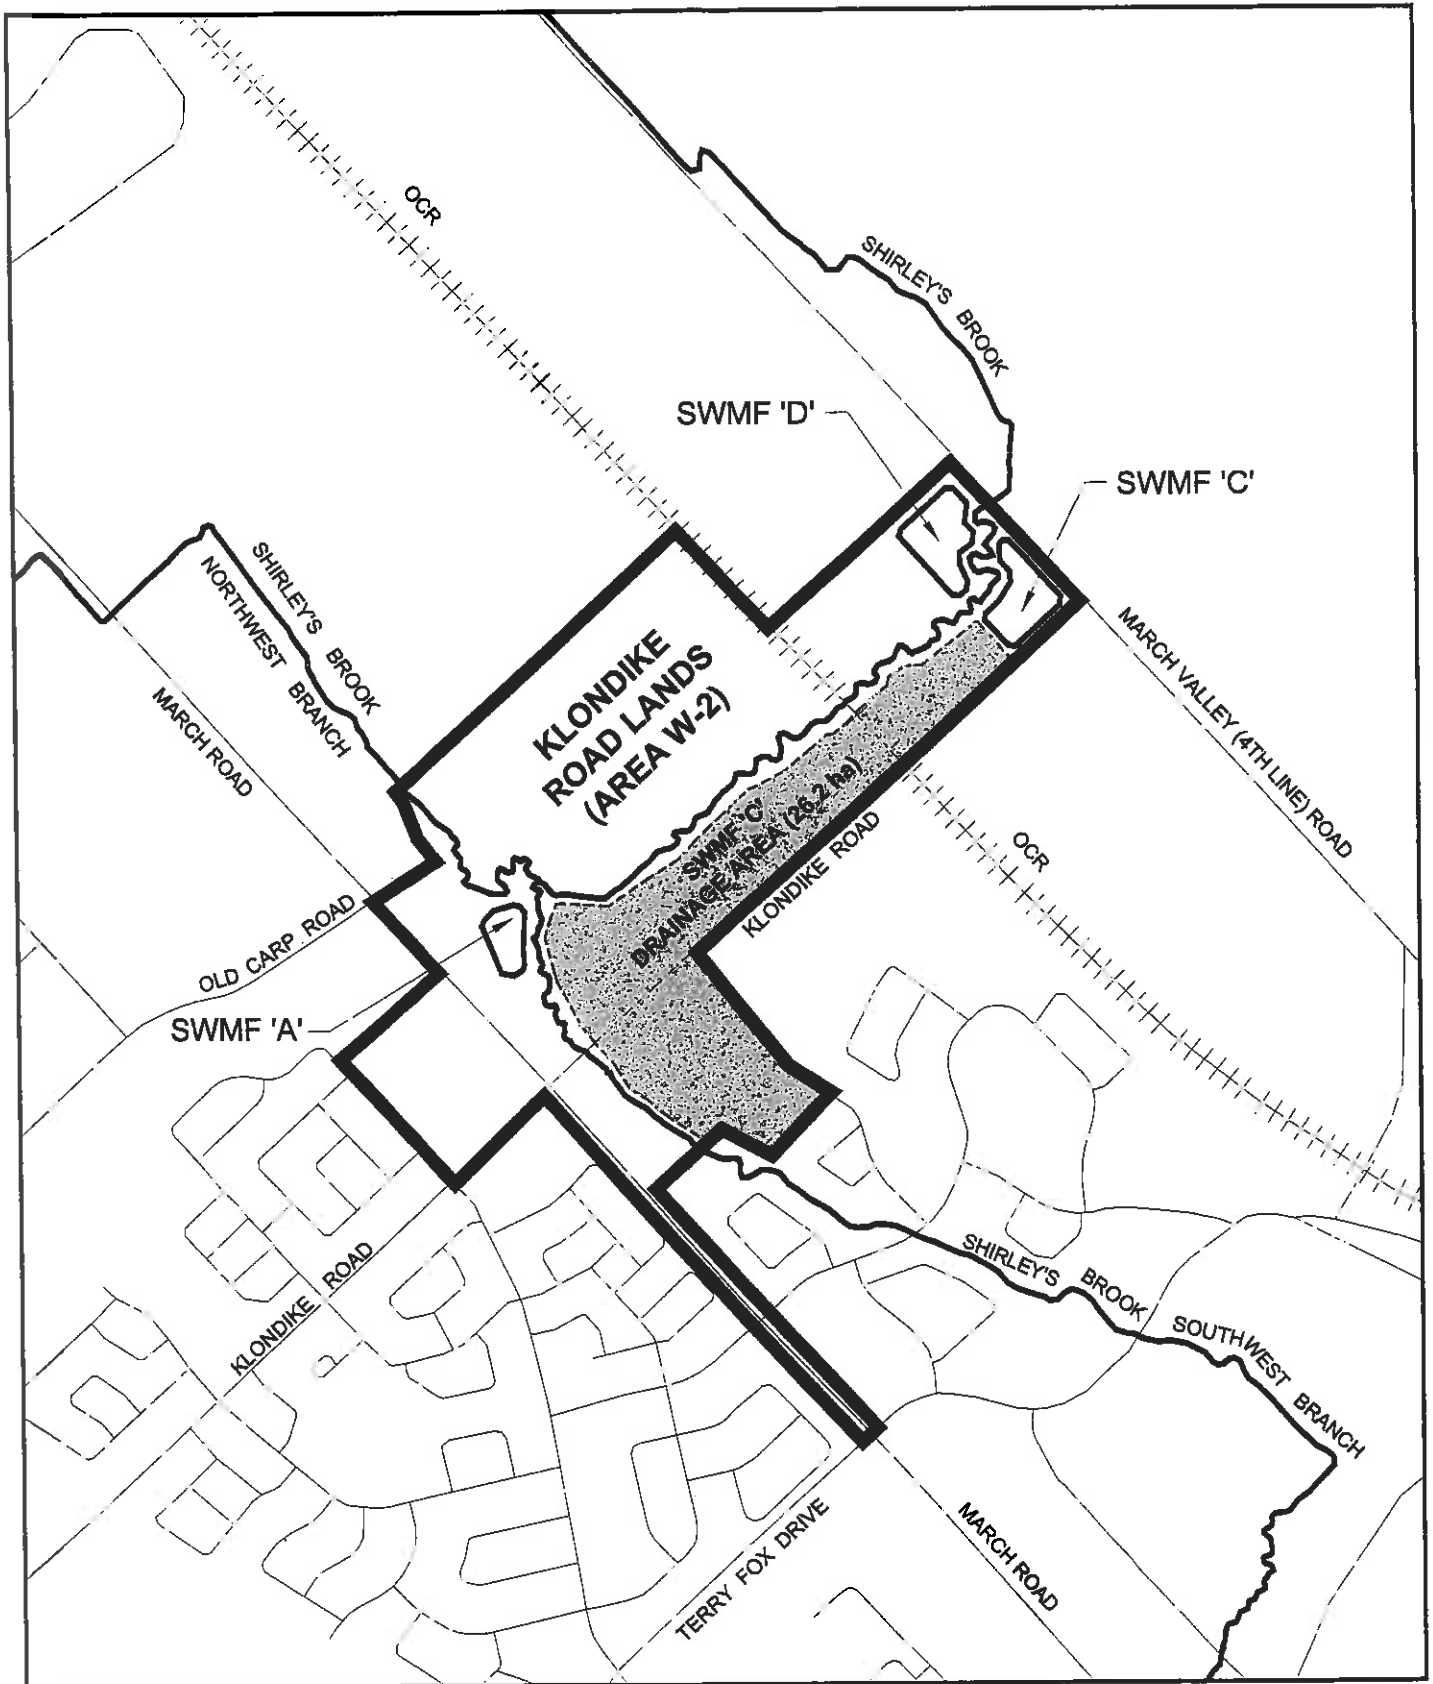 OCR
SHIRLEY'S BROOK
SWMF 'D'
SWMF 'C'
SHIRLEY'S BROOK
NORTHWEST BRANCH
MARCH ROAD
KLONDIKE
ROAD LANDS
(AREA W-2)
MARCH VALLEY (4TH LINE) ROAD
SWMF 'C'
DRAINAGE AREA (26.2 ha)
KLONDIKE ROAD
OCR
OLD CARP ROAD
SWMF 'A'
KLONDIKE ROAD
SHIRLEY'S BROOK SOUTHWEST BRANCH
TERRY FOX DRIVE
MARCH ROAD